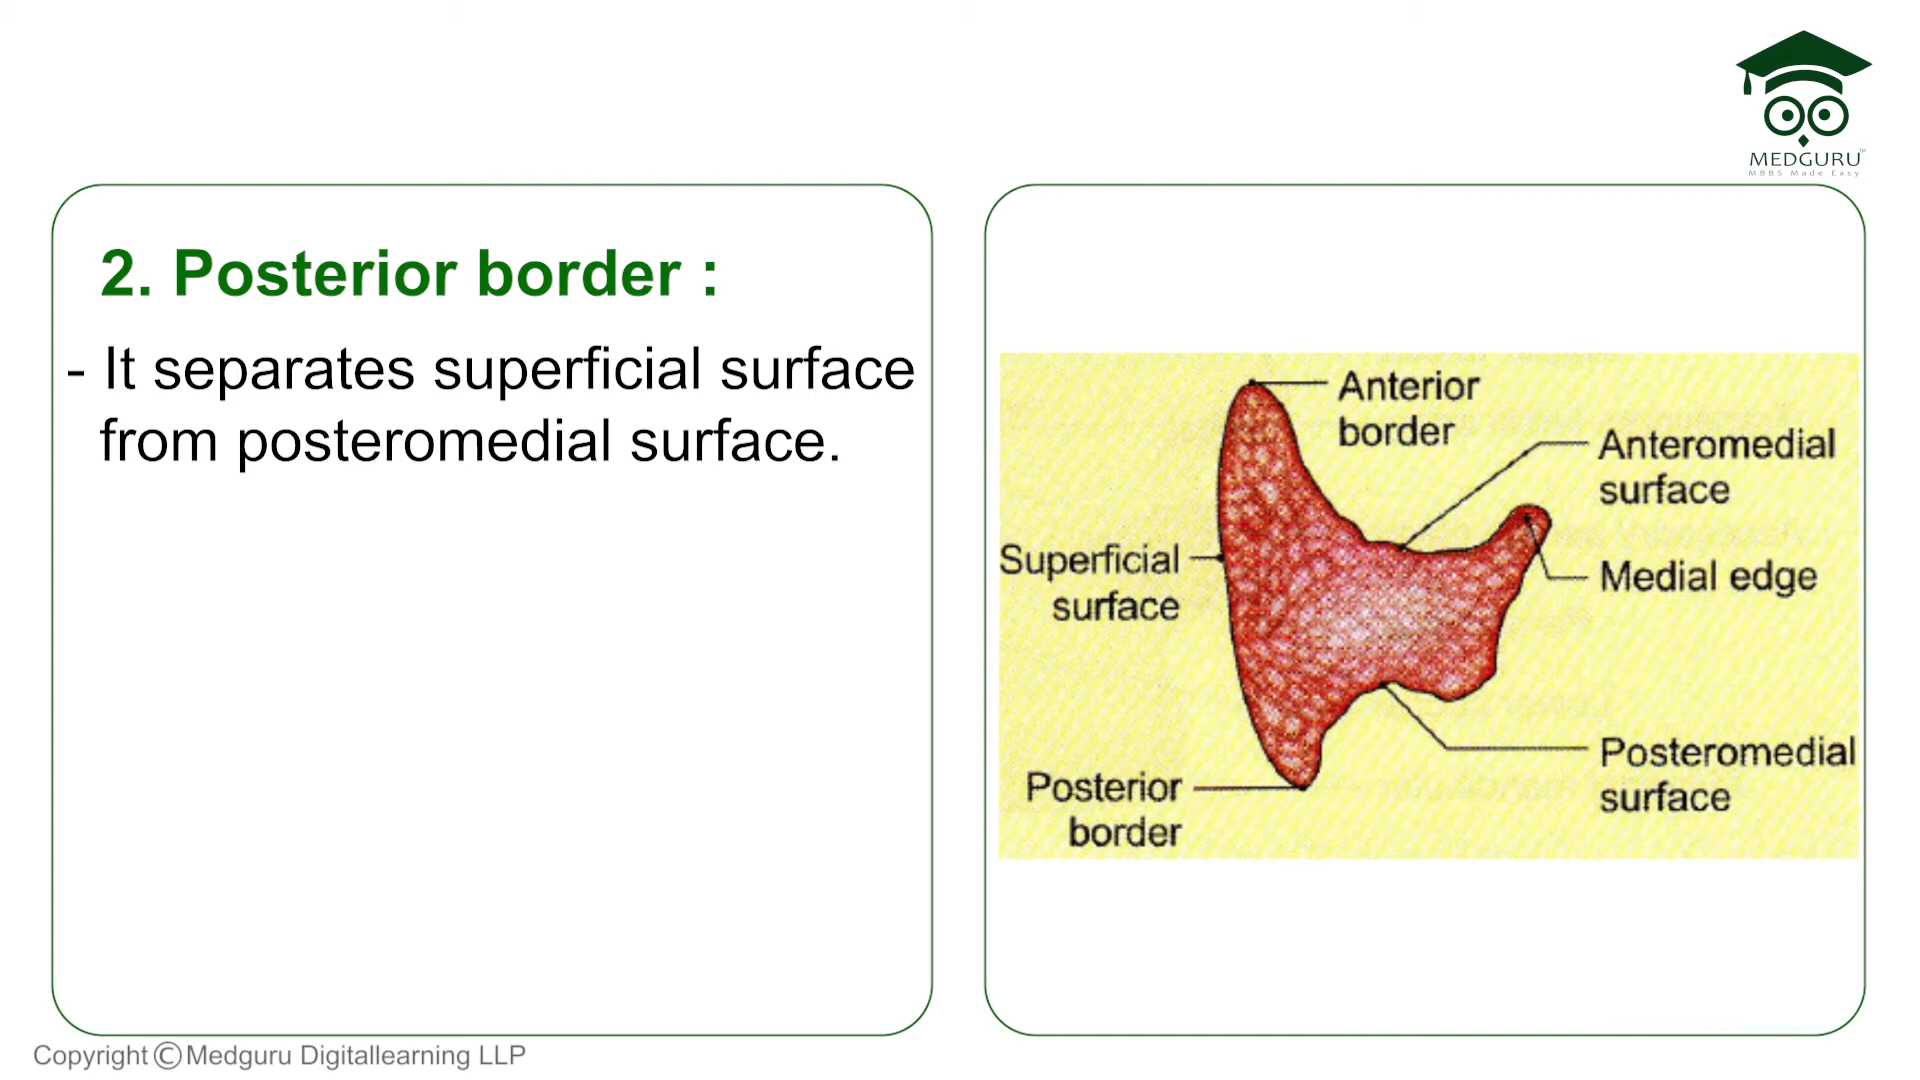 MEDGURU
MBBS Made Easy
2. Posterior border :
- It separates superficial surface
from posteromedial surface.
Anterior
border
Anteromedial
surface
Superficial
surface
Medial edge
Posterior
border
Posteromedial
surface
Copyright © Medguru Digitallearning LLP